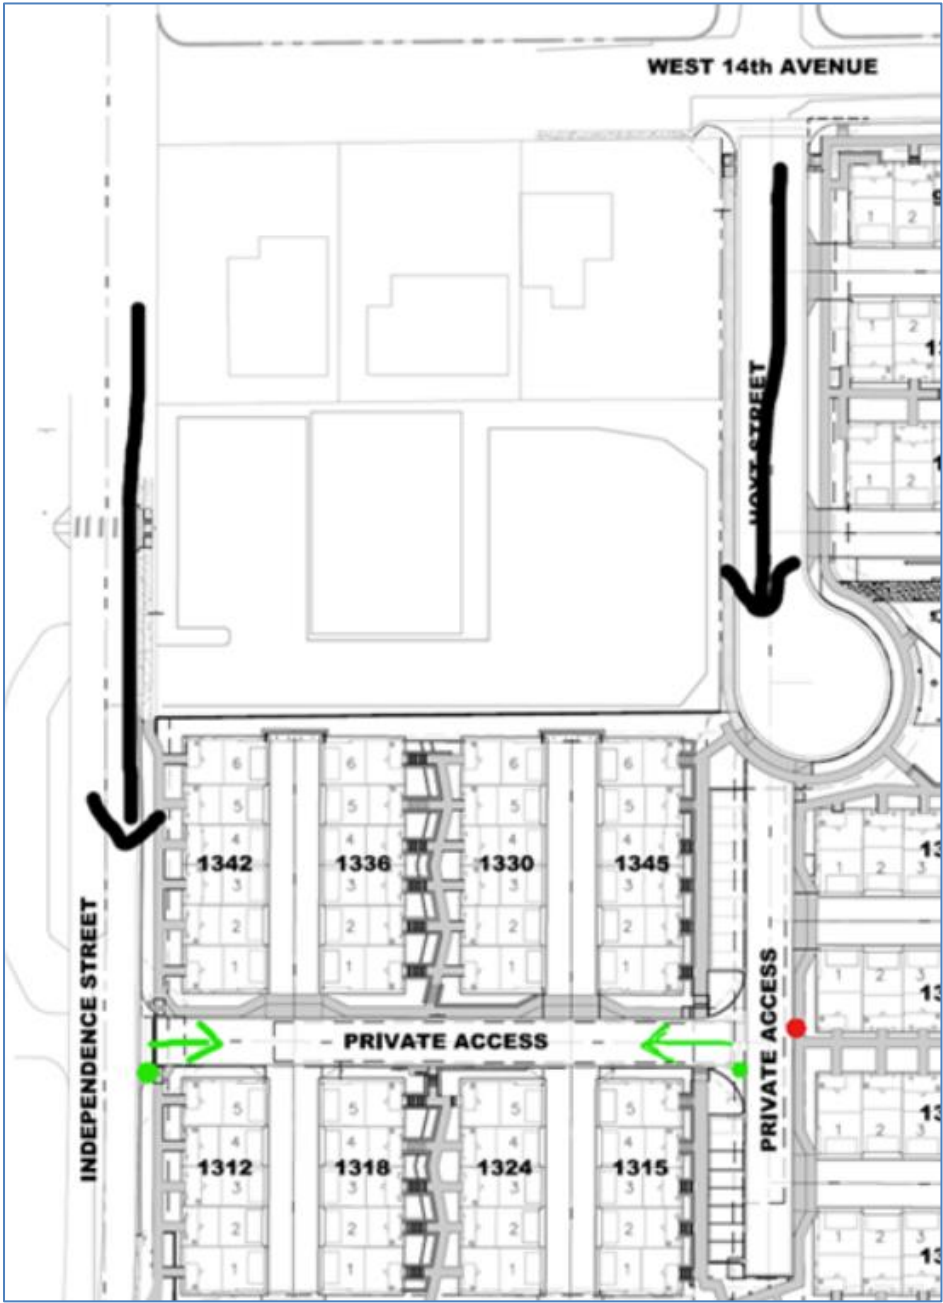 WEST 14th AVENUE
1 2
1 2
HOYT STREET
1 2
6 6 6 6
5 5 5 5
4 4 4 4
1342 1336 1330 1345
3 3 3 3
1 2 3
2 2 2 2
1 1 1 1
1 2 3
INDEPENDENCE STREET
PRIVATE ACCESS
PRIVATE ACCESS
5 5 5 5
4 4 4 4
1 2 3
1312 1318 1324 1315
3 3 3 3
2 2 2 2
1 2 3
1 1 1 1